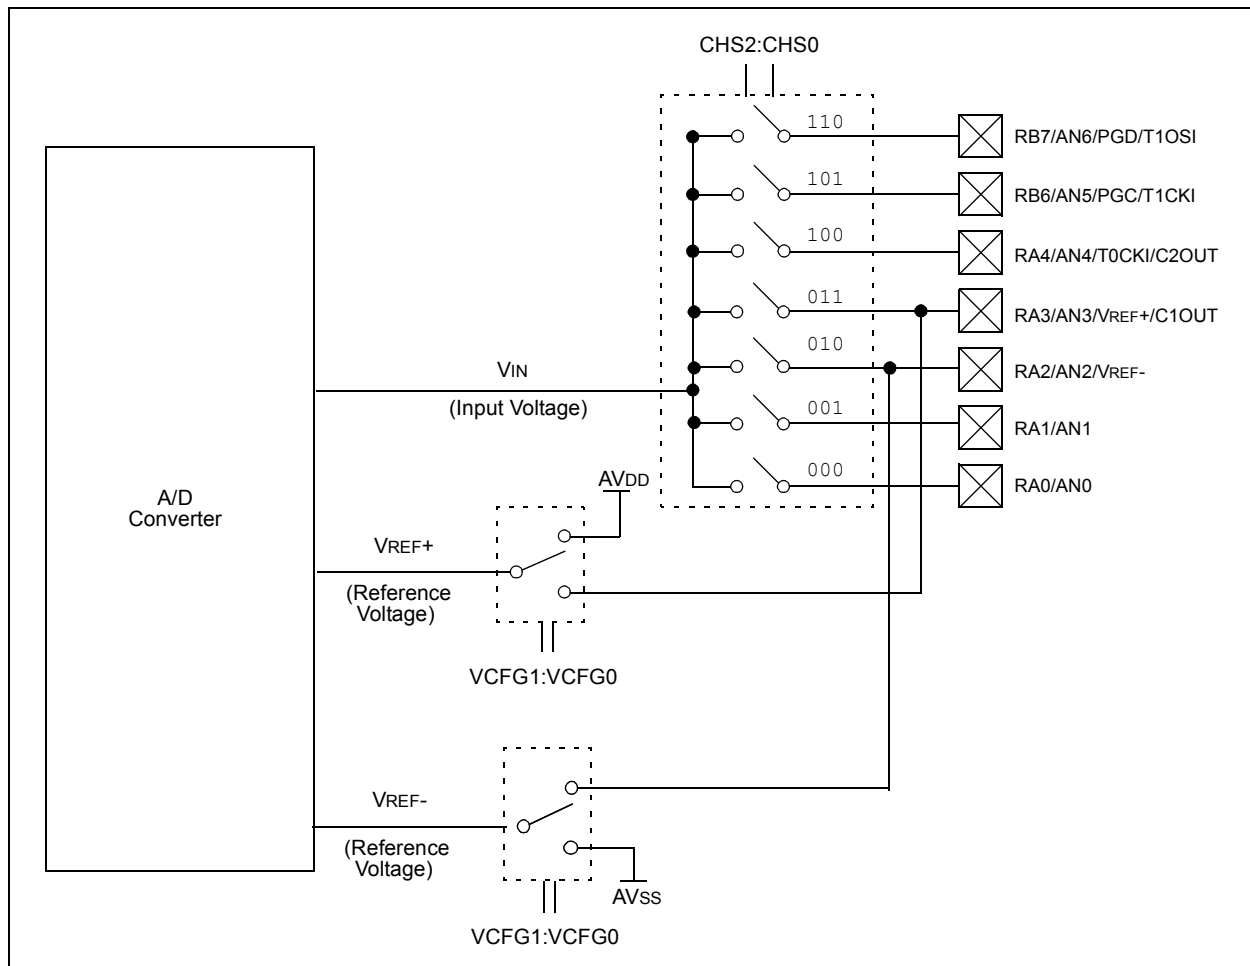 CHS2:CHS0
110
RB7/AN6/PGD/T1OSI
101
RB6/AN5/PGC/T1CKI
100
RA4/AN4/T0CKI/C2OUT
011
RA3/AN3/VREF+/C1OUT
010
RA2/AN2/VREF-
VIN
(Input Voltage)
001
RA1/AN1
000
RA0/AN0
AVDD
A/D
Converter
VREF+
(Reference
Voltage)
VCFG1:VCFG0
VREF-
(Reference
Voltage)
AVSS
VCFG1:VCFG0